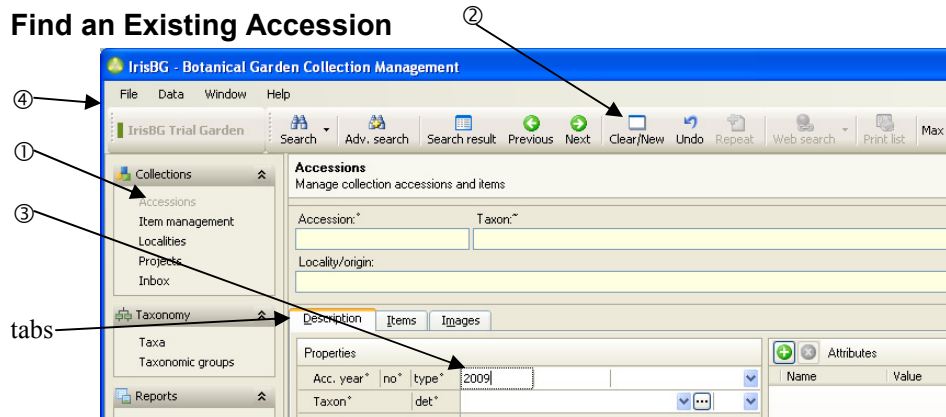 Find an Existing Accession
②
IrisBG - Botanical Garden Collection Management
④
File Data Window Help
IrisBG Trial Garden
Search Adv. search Search result Previous Next Clear/New Undo Repeat Web search Print list Max
①
Collections
Accessions
Item management
Localities
Projects
Inbox
Accessions
Manage collection accessions and items
③
Accession:* Taxon:~
Locality/origin:
tabs
Taxonomy
Taxa
Taxonomic groups
Reports
Description Items Images
Properties
Acc. year* no* type* 2009
Taxon* det*
Attributes
Name Value